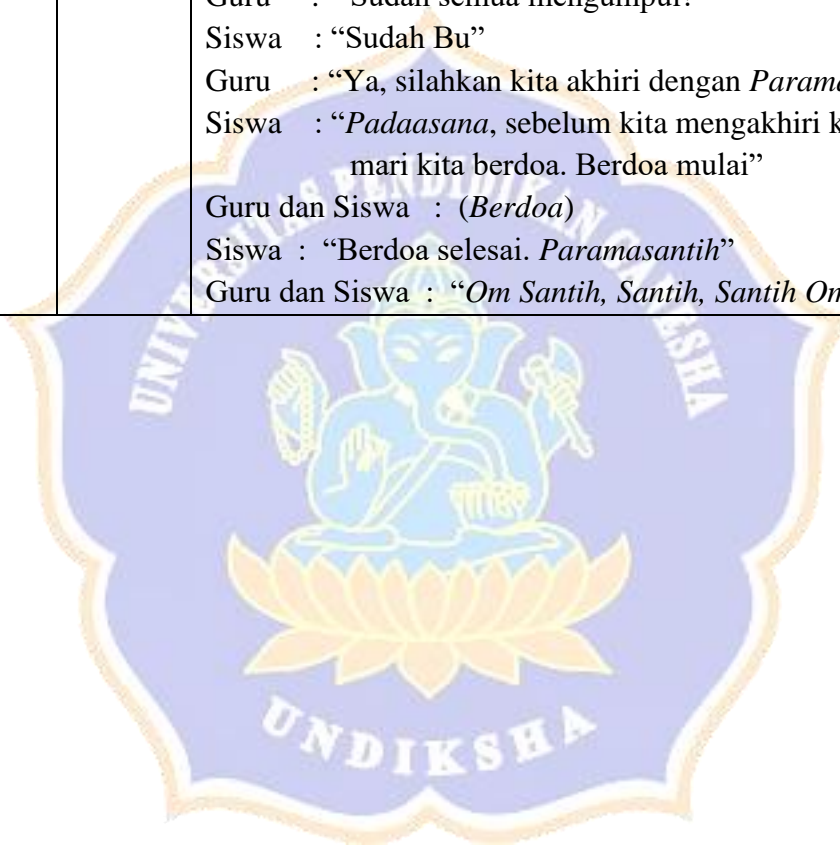 Siswa : “Sudah Bu”
Guru : “Ya, silahkan kita akhiri dengan
Siswa : “Padaasana, sebelum kita mengakhiri
mari kita berdoa. Berdoa mulai”
Guru dan Siswa : (Berdoa)
Siswa : “Berdoa selesai. Paramasantih”
Guru dan Siswa : “Om Santih, Santih, Santih Om
UNIVERSITAS PENDIDIKAN GANESHA
UNDIKSHA